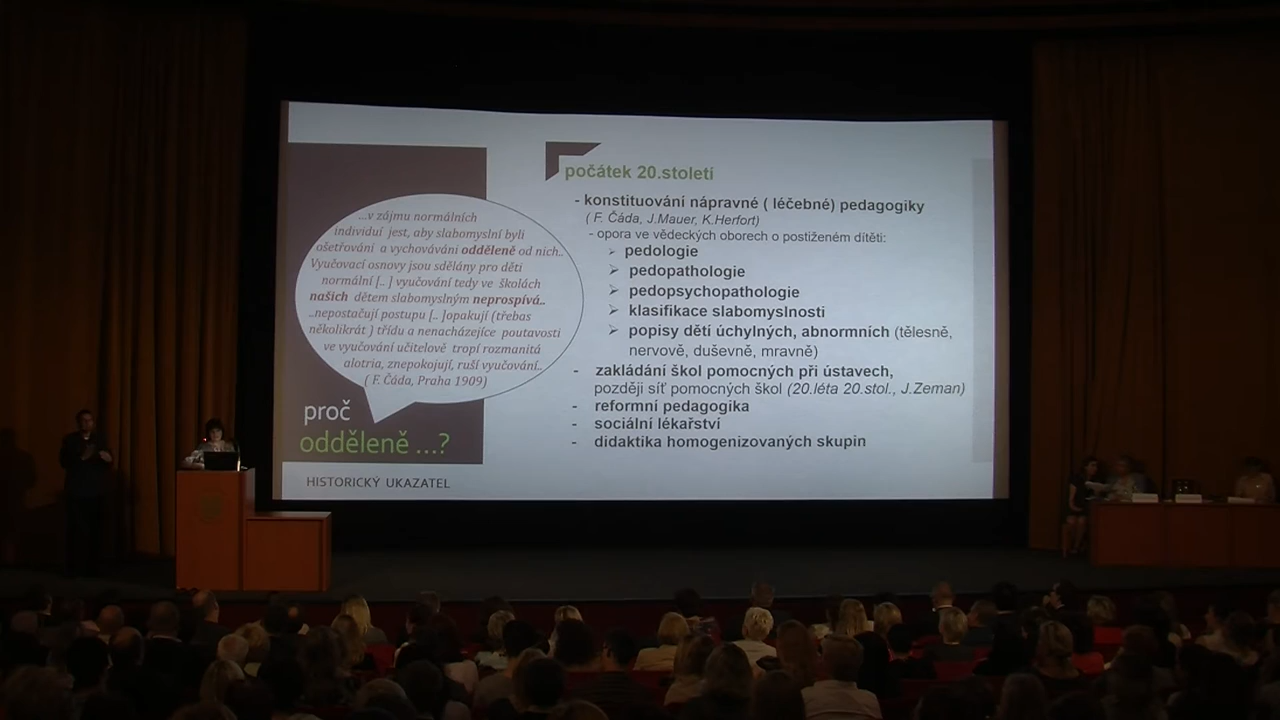 ...v zájmu normálních
individuí jest, aby slabomyslní byli
ošetřováni a vychováváni odděleně od nich..
Vyučovací osnovy jsou sdělány pro děti
normální [.. ] vyučování tedy ve školách
našich dětem slabomyslným neprospívá..
..nepostačují postupu [.. ]opakují (třebas
několikrát ) třídu a nenacházejíce poutavosti
ve vyučování učitelově tropí rozmanitá
alotria, znepokojují, ruší vyučování..
( F. Čáda, Praha 1909)
proč
odděleně ...?
HISTORICKÝ UKAZATEL
počátek 20.století
- konstituování nápravné ( léčebné) pedagogiky
( F. Čáda, J.Mauer, K.Herfort)
- opora ve vědeckých oborech o postiženém dítěti:
➢ pedologie
➢ pedopathologie
➢ pedopsychopathologie
➢ klasifikace slabomyslnosti
➢ popisy dětí úchylných, abnormních (tělesně,
nervově, duševně, mravně)
- zakládání škol pomocných při ústavech,
později síť pomocných škol (20.léta 20.stol., J.Zeman)
- reformní pedagogika
- sociální lékařství
- didaktika homogenizovaných skupin